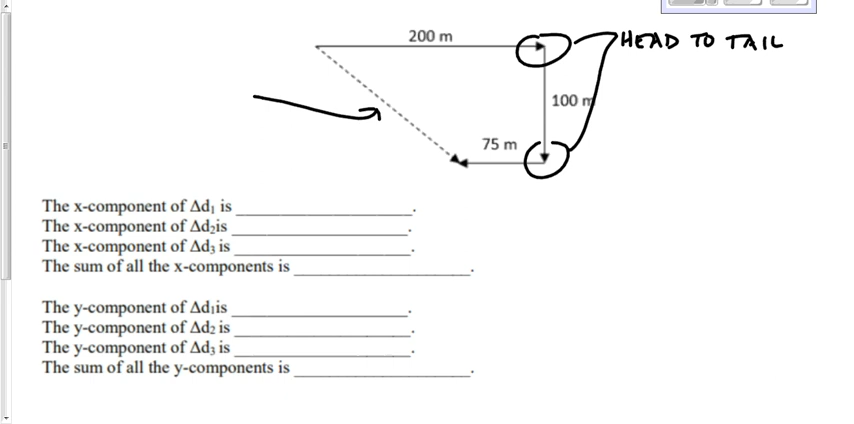 200 m
HEAD TO TAIL
100 m
75 m
The x-component of Δd₁ is ____________________.
The x-component of Δd₂is ____________________.
The x-component of Δd₃ is ____________________.
The sum of all the x-components is ____________________.
The y-component of Δd₁is ____________________.
The y-component of Δd₂ is ____________________.
The y-component of Δd₃ is ____________________.
The sum of all the y-components is ____________________.